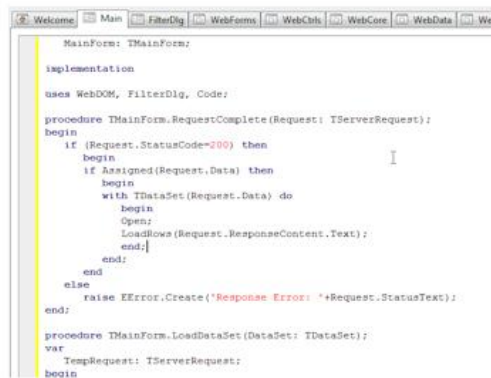 Welcome Main FilterDlg WebForms WebCtrls WebCore WebData We
MainForm: TMainForm;
implementation
uses WebDOM, FilterDlg, Code;
procedure TMainForm.RequestComplete(Request: TServerRequest);
begin
if (Request.StatusCode=200) then
begin
if Assigned(Request.Data) then
begin
with TDataSet(Request.Data) do
begin
Open;
LoadRows(Request.ResponseContent.Text);
end;
end;
end
else
raise EError.Create('Response Error: '+Request.StatusText);
end;
procedure TMainForm.LoadDataSet(DataSet: TDataSet);
var
TempRequest: TServerRequest;
begin